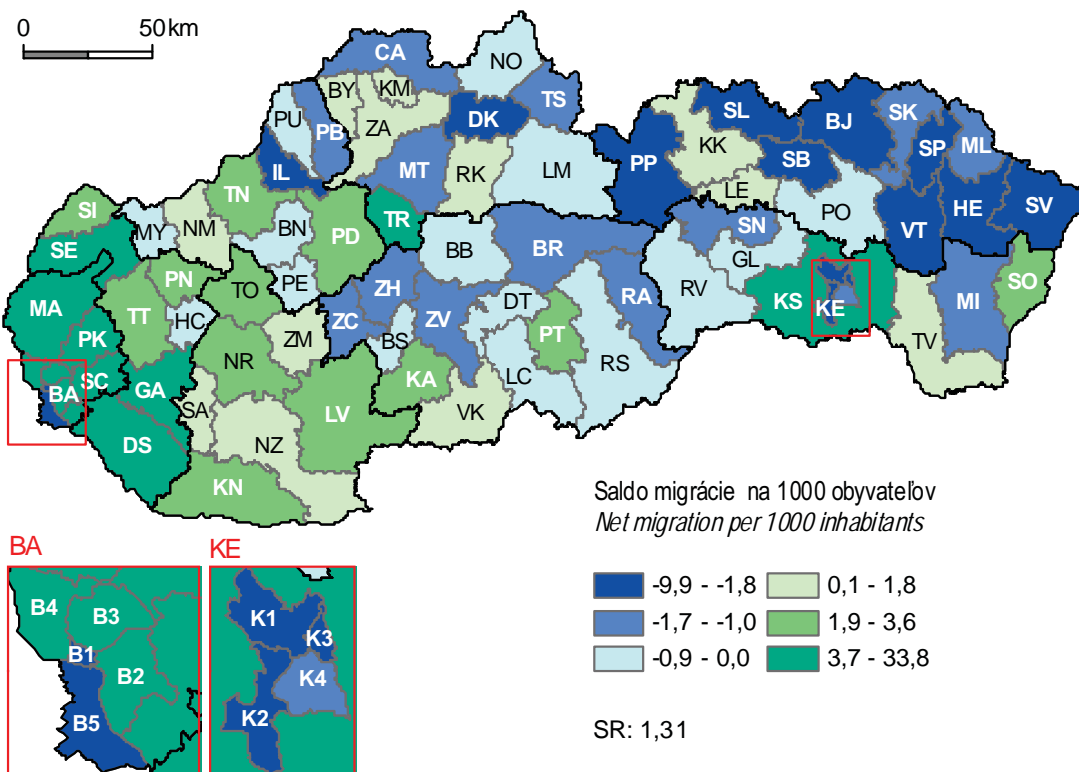 0 50 km
CA NO
BY KM TS
PU PB ZA DK SL BJ SK
SP ML
IL MT RK LM PP KK SB
TN LE HE SV
SI MY NM BN PD TR PO VT
SE BB BR SN
PN TO PE ZH GL
MA TT HC ZC ZV DT RA RV KS KE MI SO
PK NR ZM BS PT
BA SC GA KA LC RS TV
SA LV VK
DS NZ
KN
Saldo migrácie na 1000 obyvateľov
Net migration per 1000 inhabitants
-9,9 - -1,8 0,1 - 1,8
-1,7 - -1,0 1,9 - 3,6
-0,9 - 0,0 3,7 - 33,8
SR: 1,31
BA
B4 B3
B1
B2
B5
KE
K1
K3
K4
K2